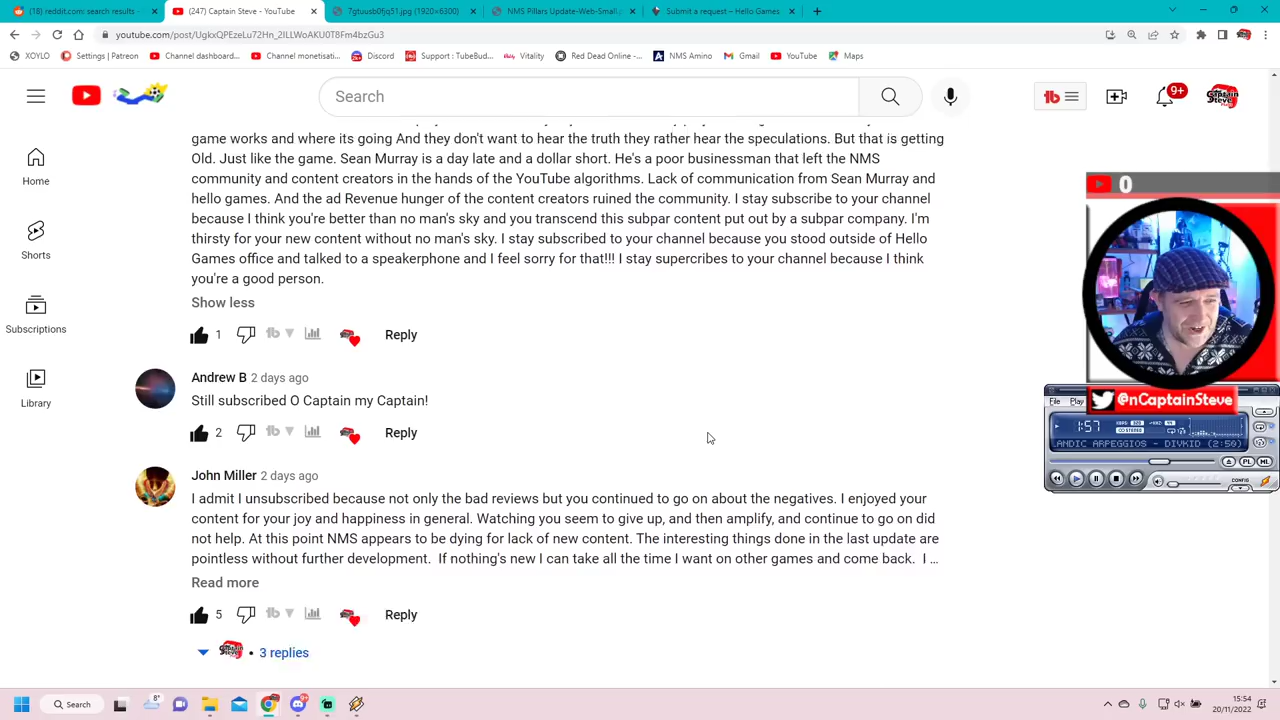 (18) reddit.com: search results -
(247) Captain Steve - YouTube
7gtuusb0fjq51.jpg (1920×6300)
NMS Pillars Update-Web-Small.
Submit a request – Hello Games
youtube.com/post/UgkxQPEzeLu72Hn_2ILLWoAKU0T8Fm4bzGu3
XOYLO
Settings | Patreon
Channel dashboard...
Channel monetisati...
Discord
Support : TubeBud...
Vitality
Red Dead Online -...
NMS Amino
Gmail
YouTube
Maps
Search
9+
Home
Shorts
Subscriptions
Library
game works and where its going And they don't want to hear the truth they rather hear the speculations. But that is getting
Old. Just like the game. Sean Murray is a day late and a dollar short. He's a poor businessman that left the NMS
community and content creators in the hands of the YouTube algorithms. Lack of communication from Sean Murray and
hello games. And the ad Revenue hunger of the content creators ruined the community. I stay subscribe to your channel
because I think you're better than no man's sky and you transcend this subpar content put out by a subpar company. I'm
thirsty for your new content without no man's sky. I stay subscribed to your channel because you stood outside of Hello
Games office and talked to a speakerphone and I feel sorry for that!!! I stay supercribes to your channel because I think
you're a good person.
Show less
1
Reply
Andrew B 2 days ago
Still subscribed O Captain my Captain!
2
Reply
John Miller 2 days ago
I admit I unsubscribed because not only the bad reviews but you continued to go on about the negatives. I enjoyed your
content for your joy and happiness in general. Watching you seem to give up, and then amplify, and continue to go on did
not help. At this point NMS appears to be dying for lack of new content. The interesting things done in the last update are
pointless without further development. If nothing's new I can take all the time I want on other games and come back. I ...
Read more
5
Reply
• 3 replies
0
@nCaptainSteve
File Play
1:57
STEREO
ANDIC ARPEGGIOS - DIVKID (2:50)
PL
ML
CONFIG
Search
8°
15:54
20/11/2022